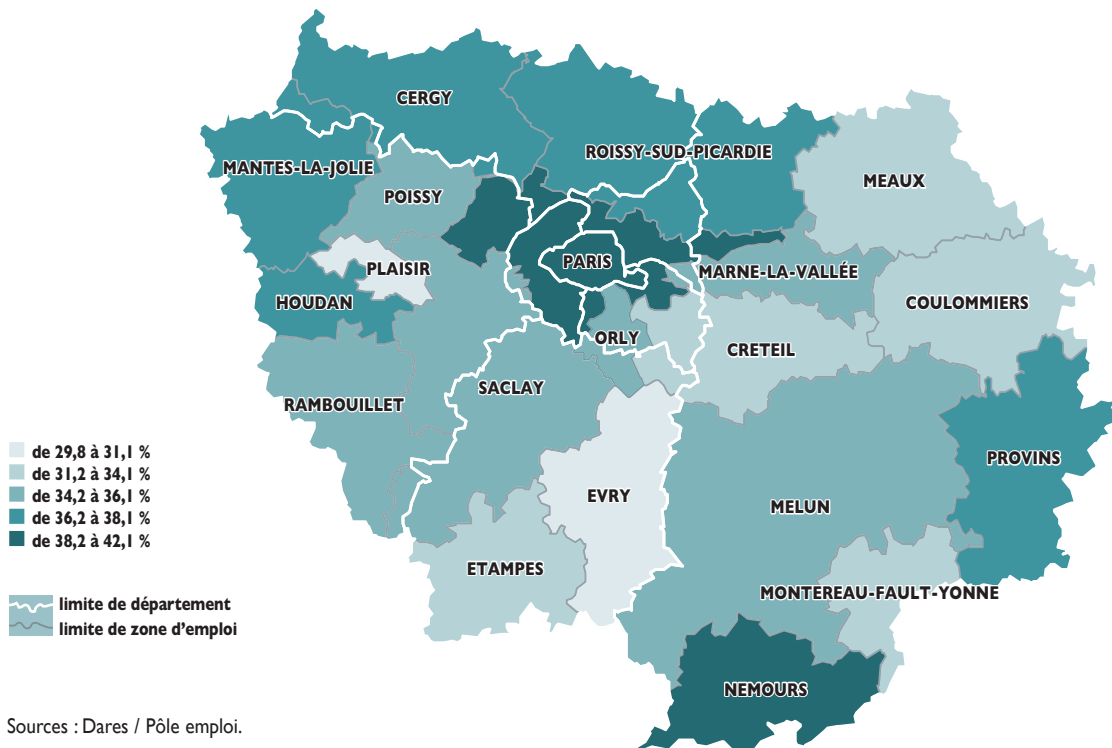 CERGY
MANTES-LA-JOLIE
ROISSY-SUD-PICARDIE
MEAUX
POISSY
PARIS
PLAISIR
MARNE-LA-VALLÉE
HOUDAN
COULOMMIERS
ORLY
CRETEIL
SACLAY
RAMBOUILLET
de 29,8 à 31,1 %
de 31,2 à 34,1 %
de 34,2 à 36,1 %
de 36,2 à 38,1 %
de 38,2 à 42,1 %
PROVINS
EVRY
MELUN
ETAMPES
MONTEREAU-FAULT-YONNE
limite de département
limite de zone d'emploi
NEMOURS
Sources : Dares / Pôle emploi.